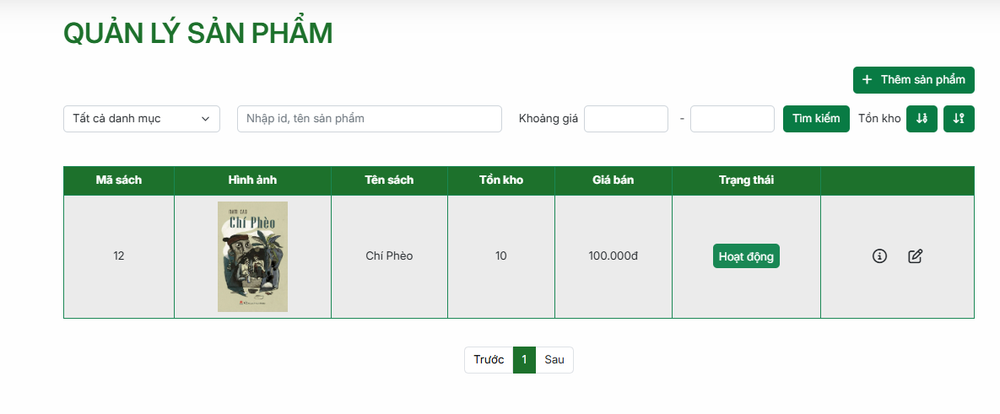 QUẢN LÝ SẢN PHẨM
+ Thêm sản phẩm
Tất cả danh mục Nhập id, tên sản phẩm Khoảng giá - Tìm kiếm Tồn kho
Mã sách Hình ảnh Tên sách Tồn kho Giá bán Trạng thái
NAM CAO
Chí Phèo
12 Chí Phèo 10 100.000đ Hoạt động
Trước 1 Sau